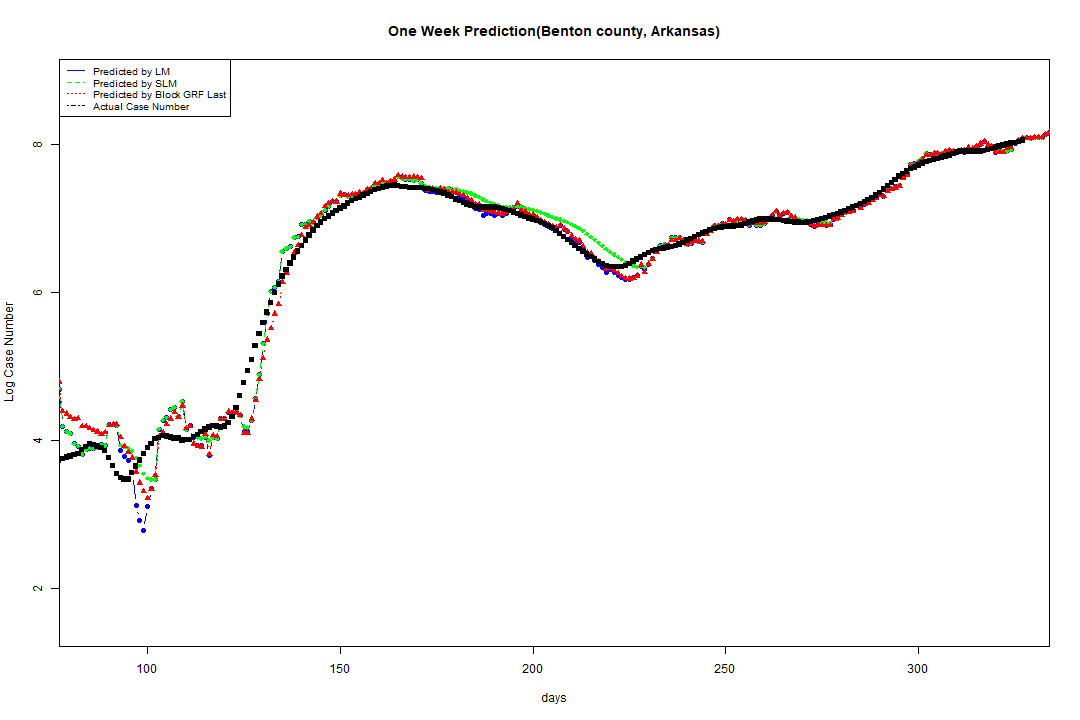 One Week Prediction(Benton county, Arkansas)
Predicted by LM
Predicted by SLM
Predicted by Block GRF Last
Actual Case Number
8
6
4
2
Log Case Number
100 150 200 250 300
days